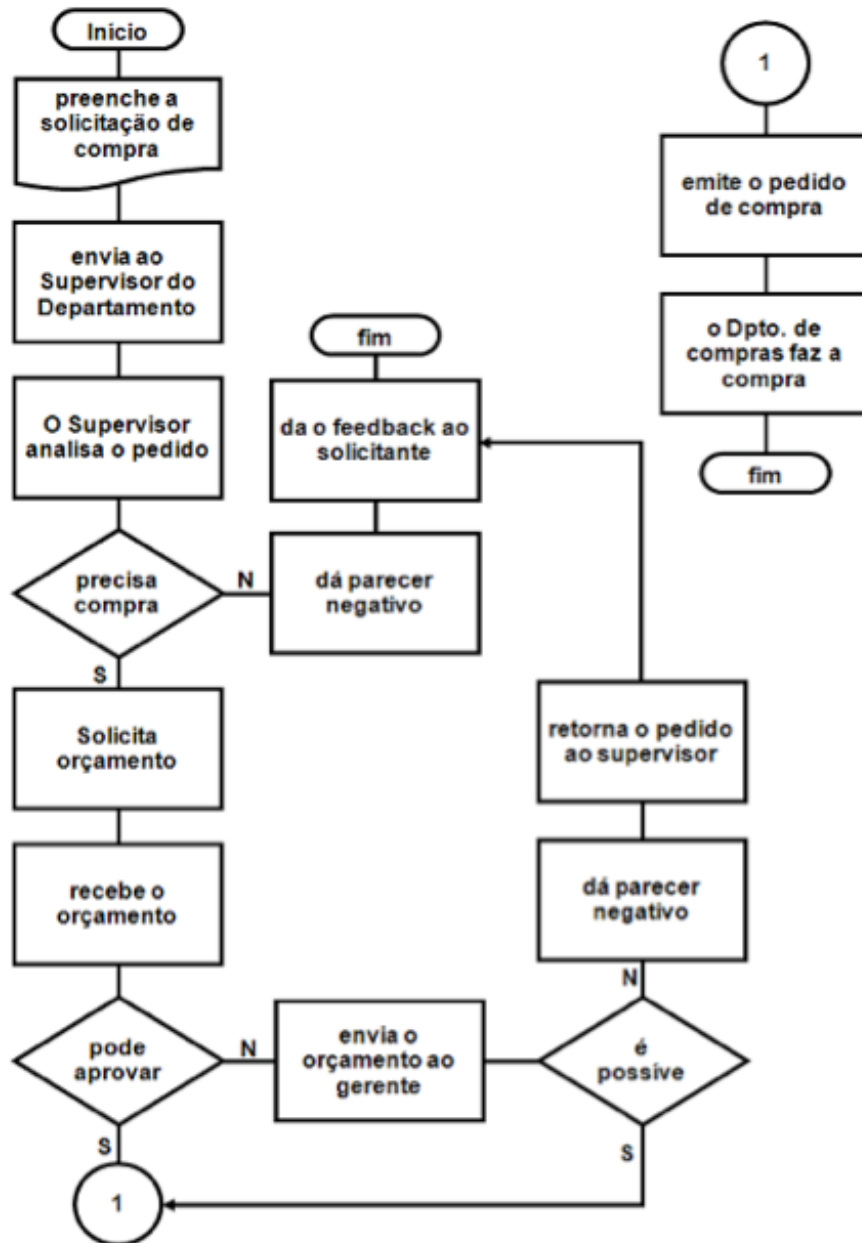 Inicio
preenche a
solicitação de
compra
envia ao
Supervisor do
Departamento
O Supervisor
analisa o pedido
precisa
compra
N
S
dá parecer
negativo
da o feedback ao
solicitante
fim
Solicita
orçamento
recebe o
orçamento
pode
aprovar
N
S
envia o
orçamento ao
gerente
é
possive
N
S
dá parecer
negativo
retorna o pedido
ao supervisor
1
1
emite o pedido
de compra
o Dpto. de
compras faz a
compra
fim